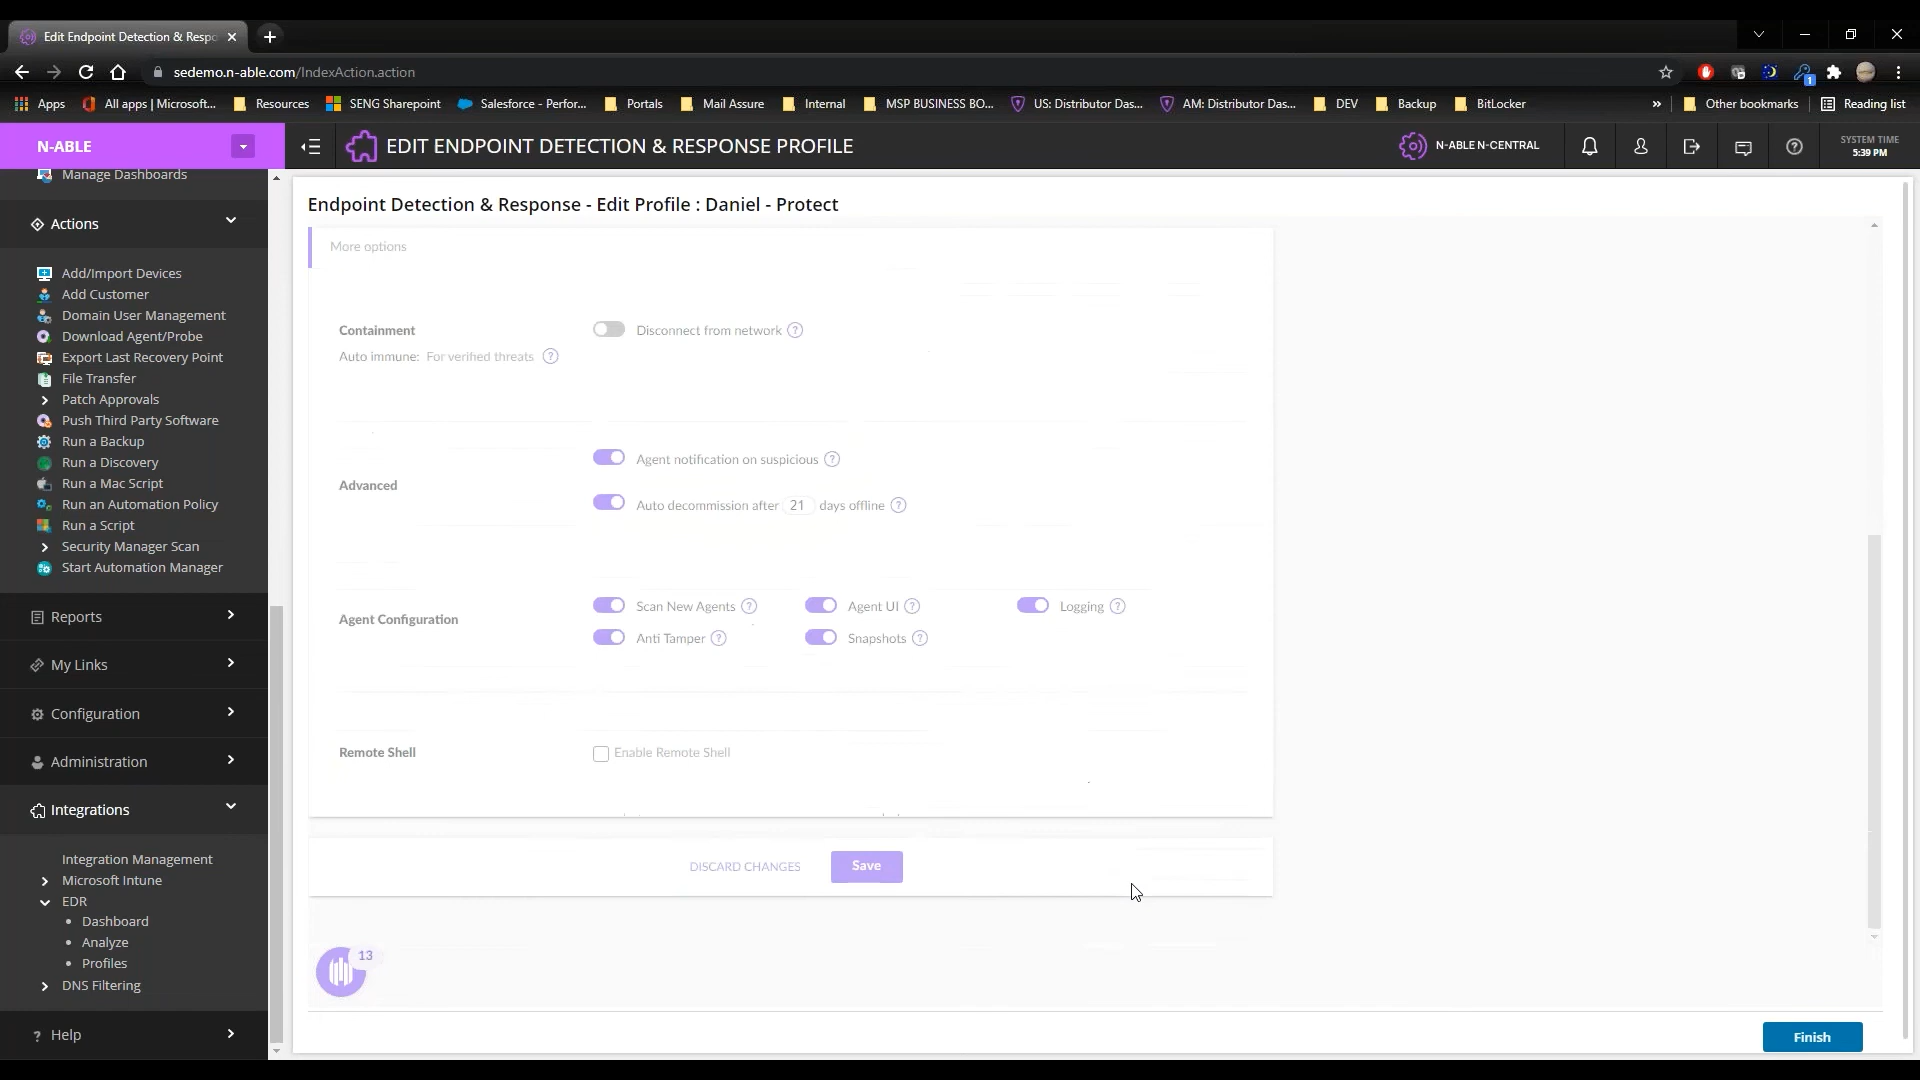 Edit Endpoint Detection & Respo
sedemo.n-able.com/IndexAction.action
1
Apps
All apps | Microsoft...
Resources
SENG Sharepoint
Salesforce - Perfor...
Portals
Mail Assure
Internal
MSP BUSINESS BO...
US: Distributor Das...
AM: Distributor Das...
DEV
Backup
BitLocker
»
Other bookmarks
Reading list
N-ABLE
EDIT ENDPOINT DETECTION & RESPONSE PROFILE
N-ABLE N-CENTRAL
SYSTEM TIME
5:39 PM
Manage Dashboards
Actions
Add/Import Devices
Add Customer
Domain User Management
Download Agent/Probe
Export Last Recovery Point
File Transfer
Patch Approvals
Push Third Party Software
Run a Backup
Run a Discovery
Run a Mac Script
Run an Automation Policy
Run a Script
Security Manager Scan
Start Automation Manager
Reports
My Links
Configuration
Administration
Integrations
Integration Management
Microsoft Intune
EDR
Dashboard
Analyze
Profiles
DNS Filtering
? Help
Endpoint Detection & Response - Edit Profile : Daniel - Protect
More options
Containment
Disconnect from network ?
Auto immune: For verified threats ?
Agent notification on suspicious ?
Advanced
Auto decommission after 21 days offline ?
Scan New Agents ?
Agent UI ?
Logging ?
Agent Configuration
Anti Tamper ?
Snapshots ?
Remote Shell
Enable Remote Shell
DISCARD CHANGES
Save
13
Finish